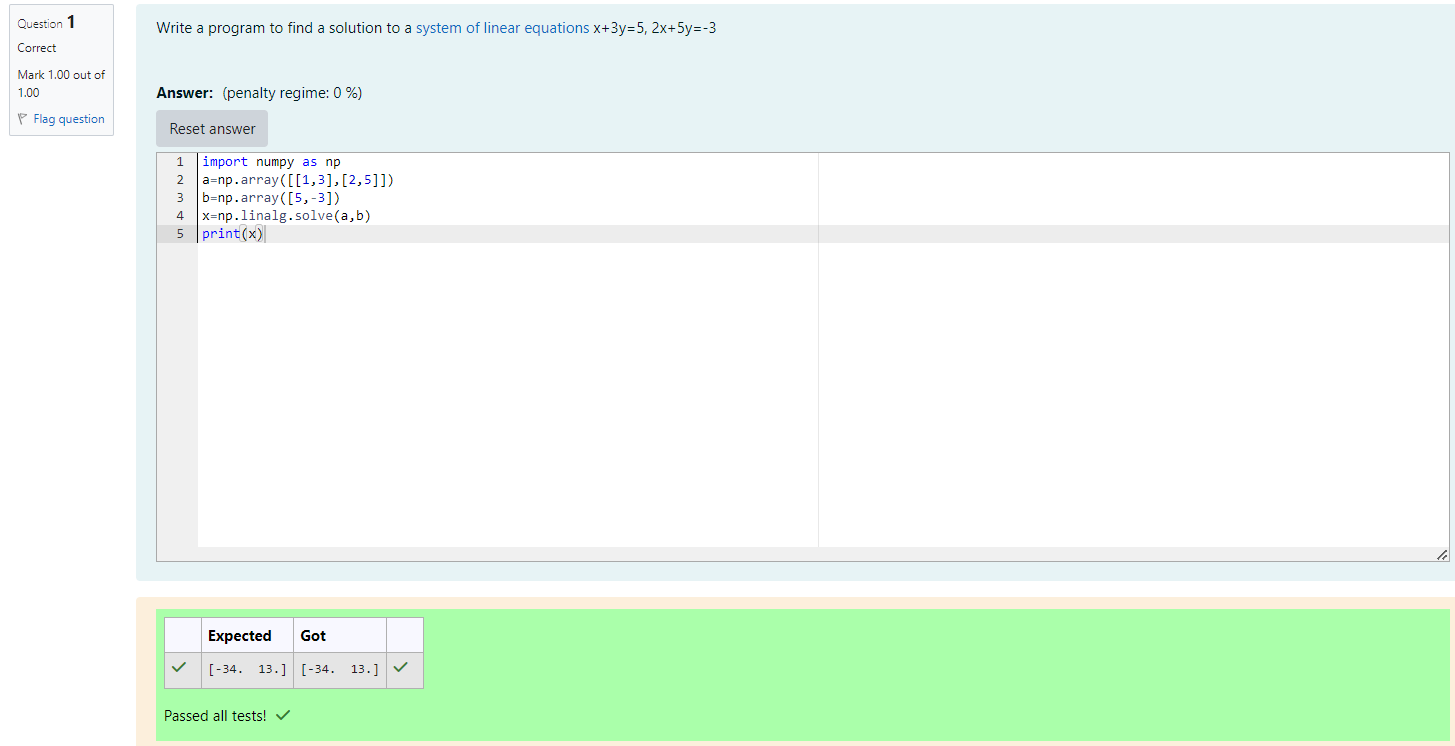 Question 1
Correct
Mark 1.00 out of
1.00
Flag question
Write a program to find a solution to a system of linear equations x+3y=5, 2x+5y=-3
Answer: (penalty regime: 0 %)
Reset answer
1 import numpy as np
2 a=np.array([[1,3],[2,5]])
3 b=np.array([5,-3])
4 x=np.linalg.solve(a,b)
5 print(x)
Expected Got
[-34.  13.] [-34.  13.]
Passed all tests!